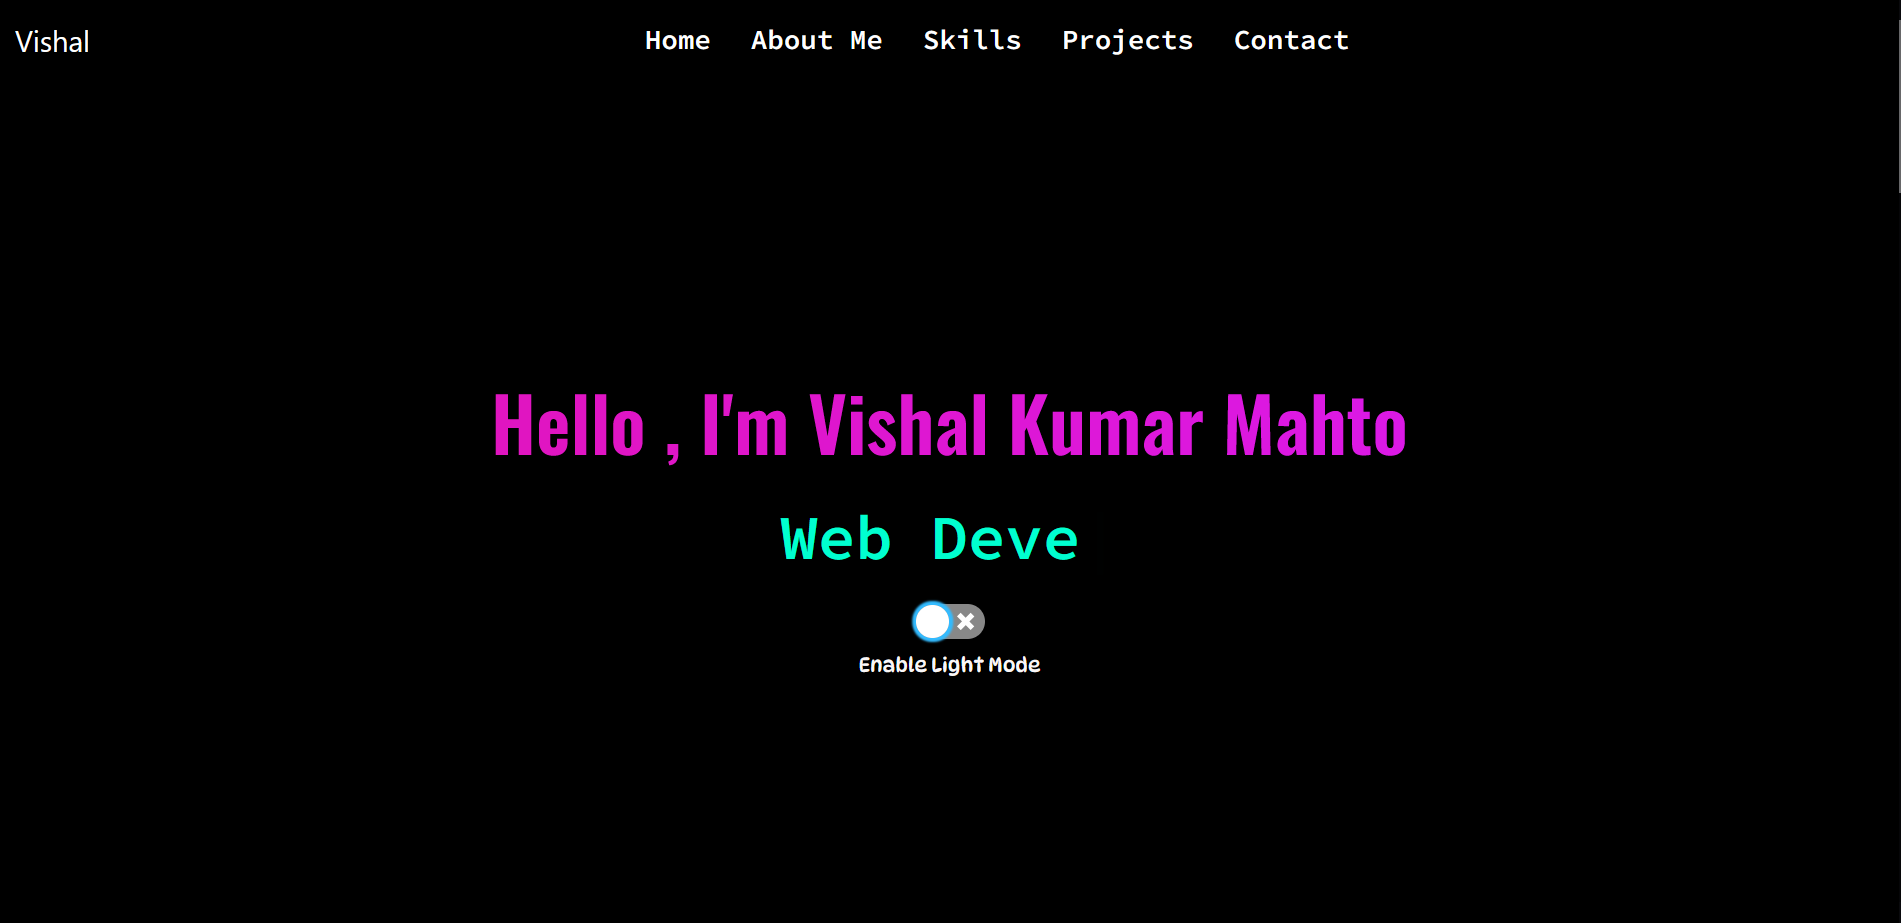 Vishal
Home About Me Skills Projects Contact
Hello , I'm Vishal Kumar Mahto
Web Deve
Enable Light Mode